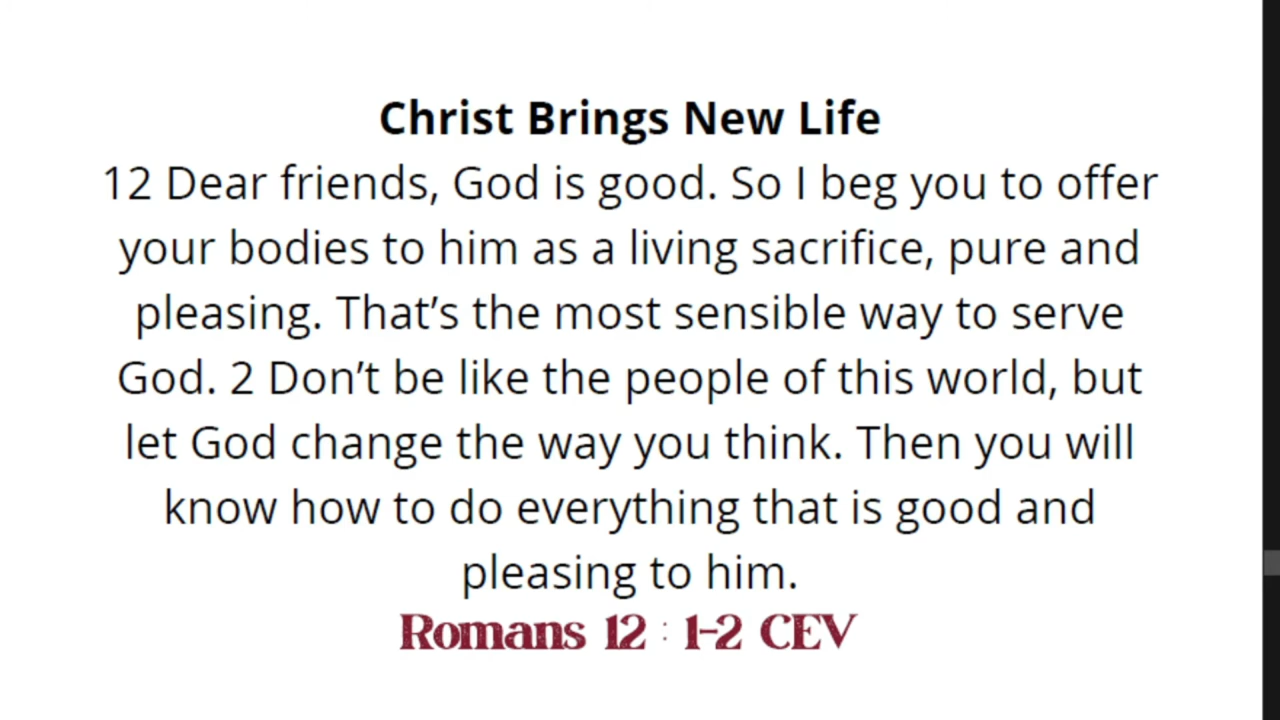 Christ Brings New Life
12 Dear friends, God is good. So I beg you to offer
your bodies to him as a living sacrifice, pure and
pleasing. That’s the most sensible way to serve
God. 2 Don’t be like the people of this world, but
let God change the way you think. Then you will
know how to do everything that is good and
pleasing to him.
Romans 12 : 1-2 CEV